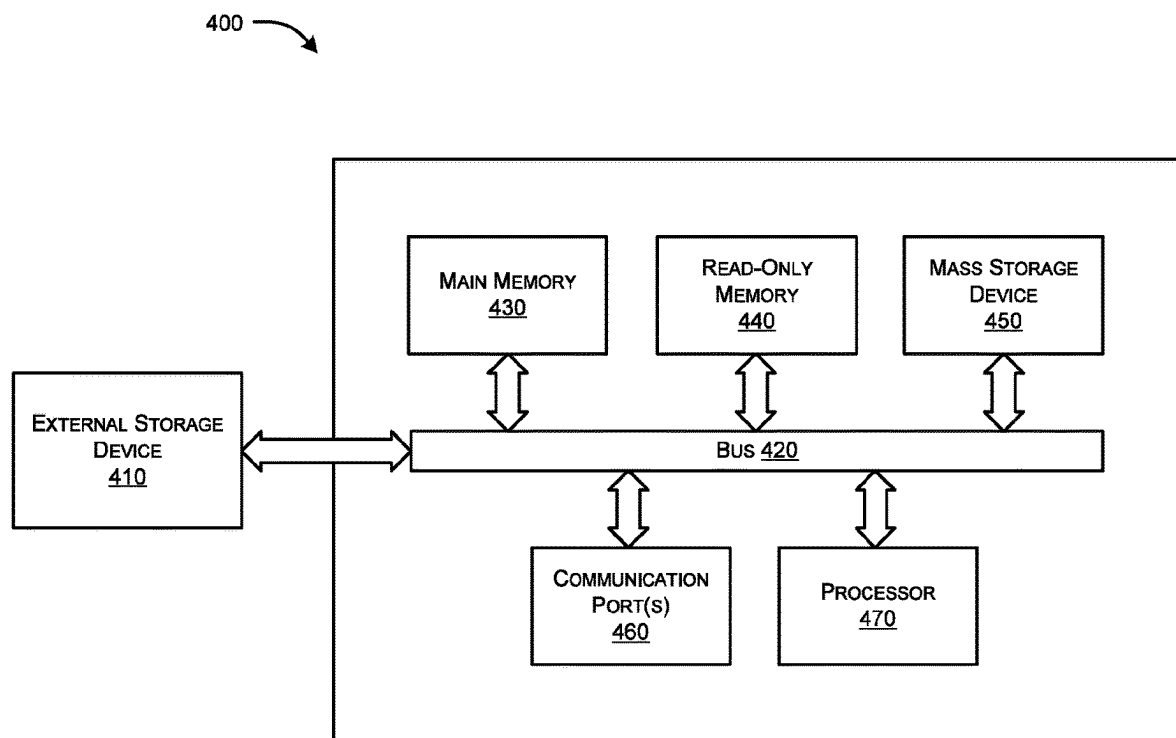 400
MAIN MEMORY
430
READ-ONLY
MEMORY
440
MASS STORAGE
DEVICE
450
EXTERNAL STORAGE
DEVICE
410
BUS 420
COMMUNICATION
PORT(S)
460
PROCESSOR
470